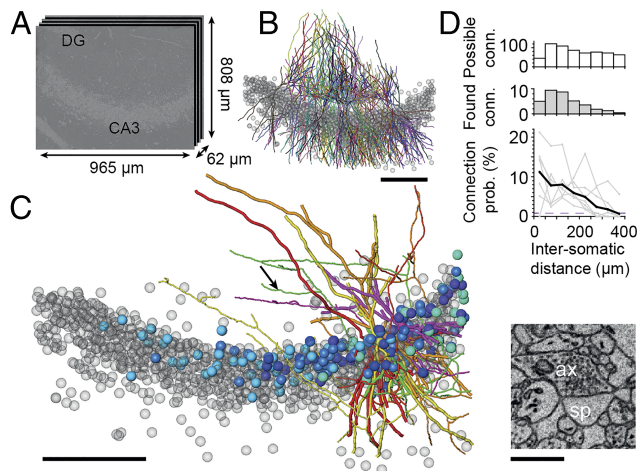 A
DG
CA3
808 μm
965 μm
62 μm
B
C
D
Possible
conn.
100
0
Found
conn.
10
0
Connection
prob. (%)
20
10
0
0 200 400
Inter-somatic
distance (μm)
ax
sp